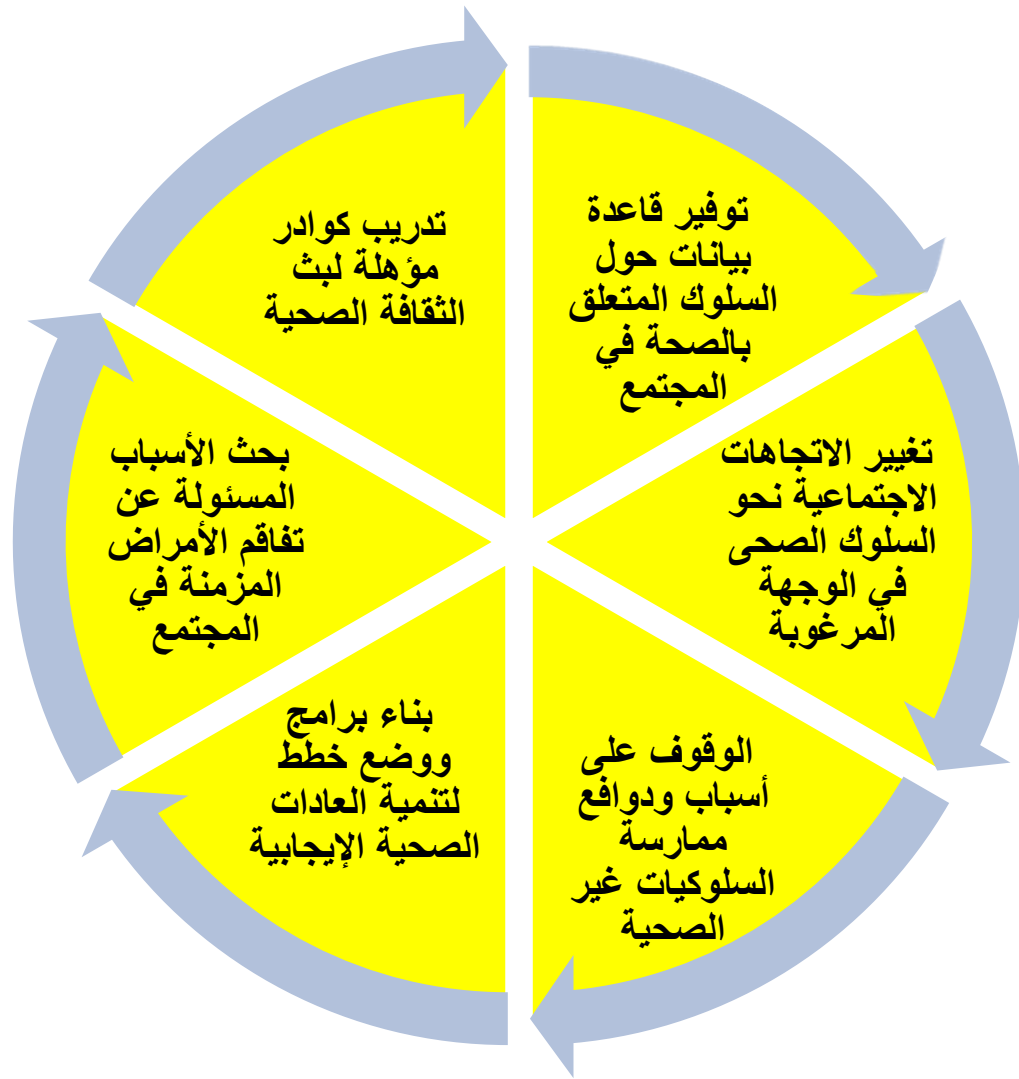 توفير قاعدة
بيانات حول
السلوك المتعلق
بالصحة في
المجتمع
تغيير الاتجاهات
الاجتماعية نحو
السلوك الصحى
في الوجهة
المرغوبة
الوقوف على
أسباب ودوافع
ممارسة
السلوكيات غير
الصحية
بناء برامج
ووضع خطط
لتنمية العادات
الصحية الإيجابية
بحث الأسباب
المسئولة عن
تفاقم الأمراض
المزمنة في
المجتمع
تدريب كوادر
مؤهلة لبث
الثقافة الصحية